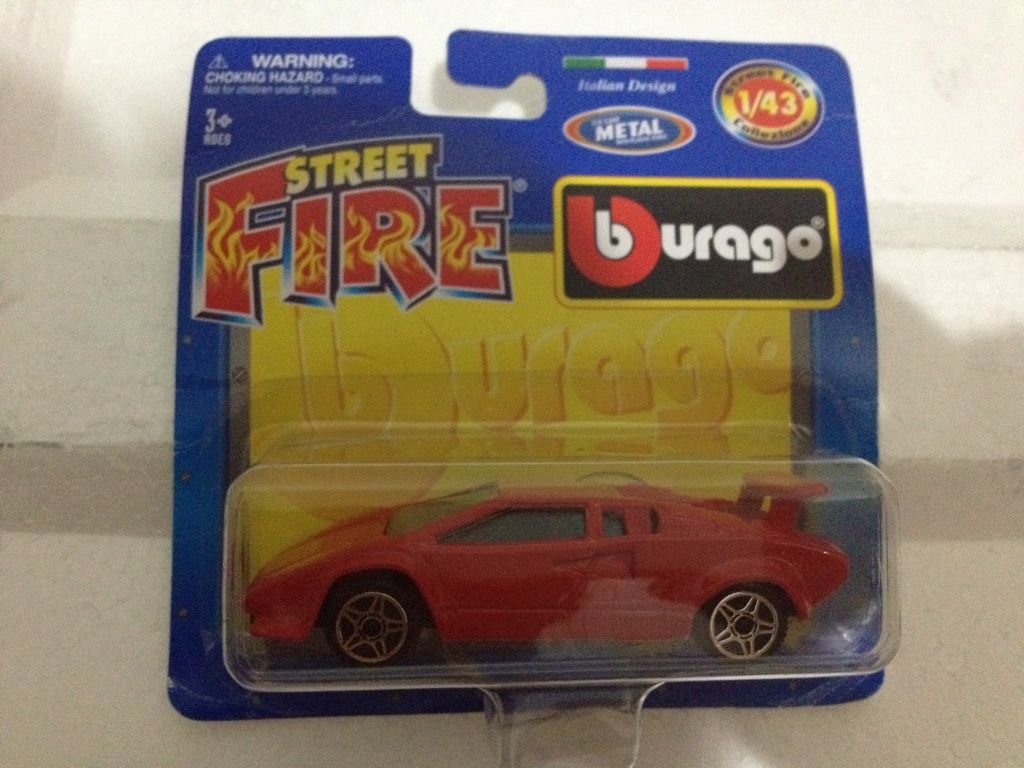 WARNING:
CHOKING HAZARD - Small parts
Not for children under 3 years
3+
AGES
STREET
FIRE®
Italian Design
METAL
Street Fire
1/43
Collezione
burago®
burago